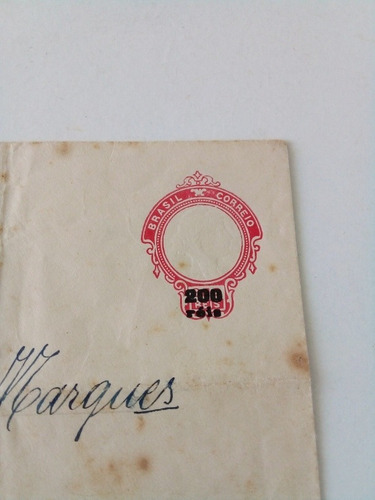 BRASIL CORREIO
200
réis
Marques